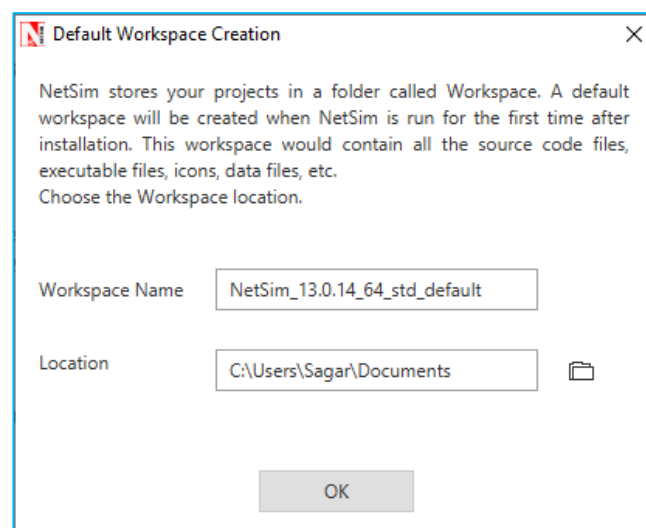 Default Workspace Creation
NetSim stores your projects in a folder called Workspace. A default
workspace will be created when NetSim is run for the first time after
installation. This workspace would contain all the source code files,
executable files, icons, data files, etc.
Choose the Workspace location.
Workspace Name NetSim_13.0.14_64_std_default
Location C:\Users\Sagar\Documents
OK